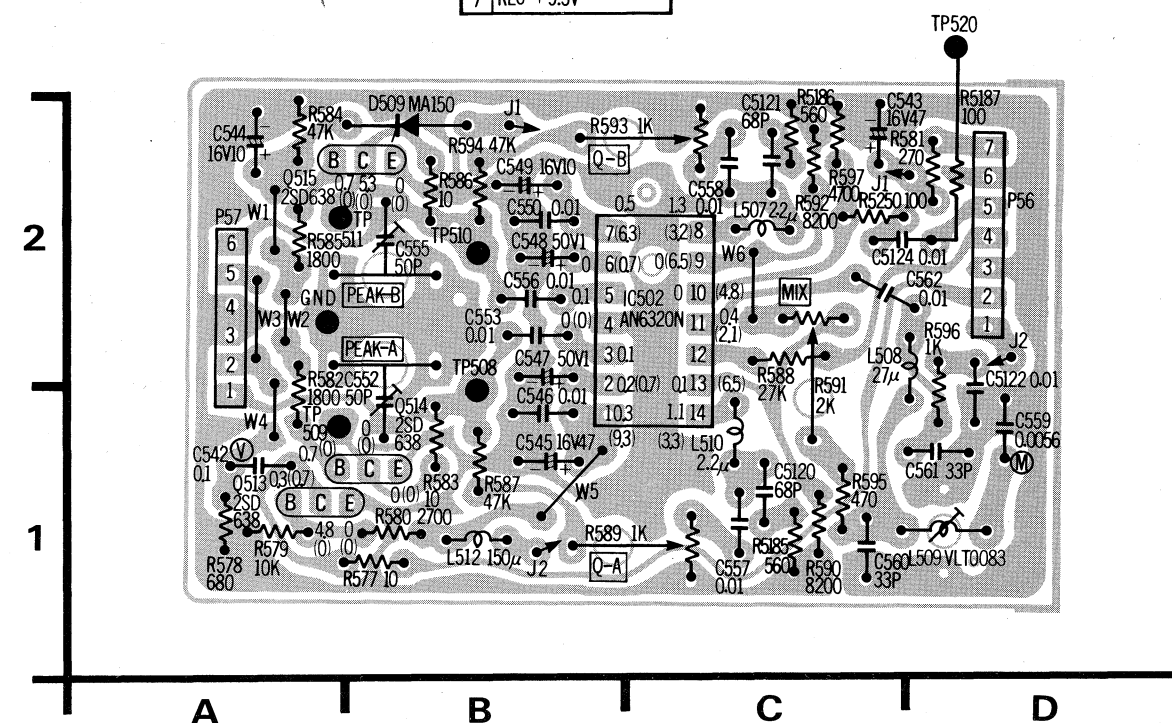 7 REC
TP520
D509 MA150
J1
C5121
68P
R5186
560
C543
16V47
R5187
100
C544
16V10
R584
47K
R594 47K
R593 1K
Q-B
R581
270
7
B C E
C549 16V10
6
J1
Q515
2SD638
0.7 5.3 0
(0) (0) (0)
R586
10
C558
0.01
R597
4700
R592
8200
R5250 100
5
P56
P57
W1
TP
511
C550 0.01
0.5 1.3
L507 2.2μ
TP510
7(6.3) (3.2) 8
4
6
R585
1800
C555
50P
C548 50V1
0
6(0.7) 0(6.5) 9
W6
C5124 0.01
3
5
C556 0.01
0.1
5 IC502 0 10 (4.8)
MIX
C562
0.01
2
GND
PEAK-B
4
W3 W2
C553
0.01
0(0)
4 AN6320N 11 0.4
(2.1)
1
3
PEAK-A
3 0.1 12
R596
1K
J2
2
TP508
C547 50V1
L508
27μ
1
R582
1800
C552
50P
2 0.2(0.7) 0.1 13 (6.5)
R588
27K
R591
2K
C5122 0.01
W4
TP
509
Q514
2SD
638
C546 0.01
1 0.3 1.1 14
C559
0.0056
C542
0.1
V
0.7
(0)
0
(0)
C545 16V47
(9.3) (3.3)
L510
2.2μ
M
Q513
2SD
638
0.3(0.7)
B C E
0(0)
R583
10
R587
47K
W5
C5120
68P
R595
470
C561 33P
B C E
R580
2700
R578
680
R579
10K
4.8 0
(0) (0)
R577 10
L512 150μ
J2
R589 1K
Q-A
C557
0.01
R5185
560
R590
8200
C560
33P
L509 VLT0083
2
1
A B C D